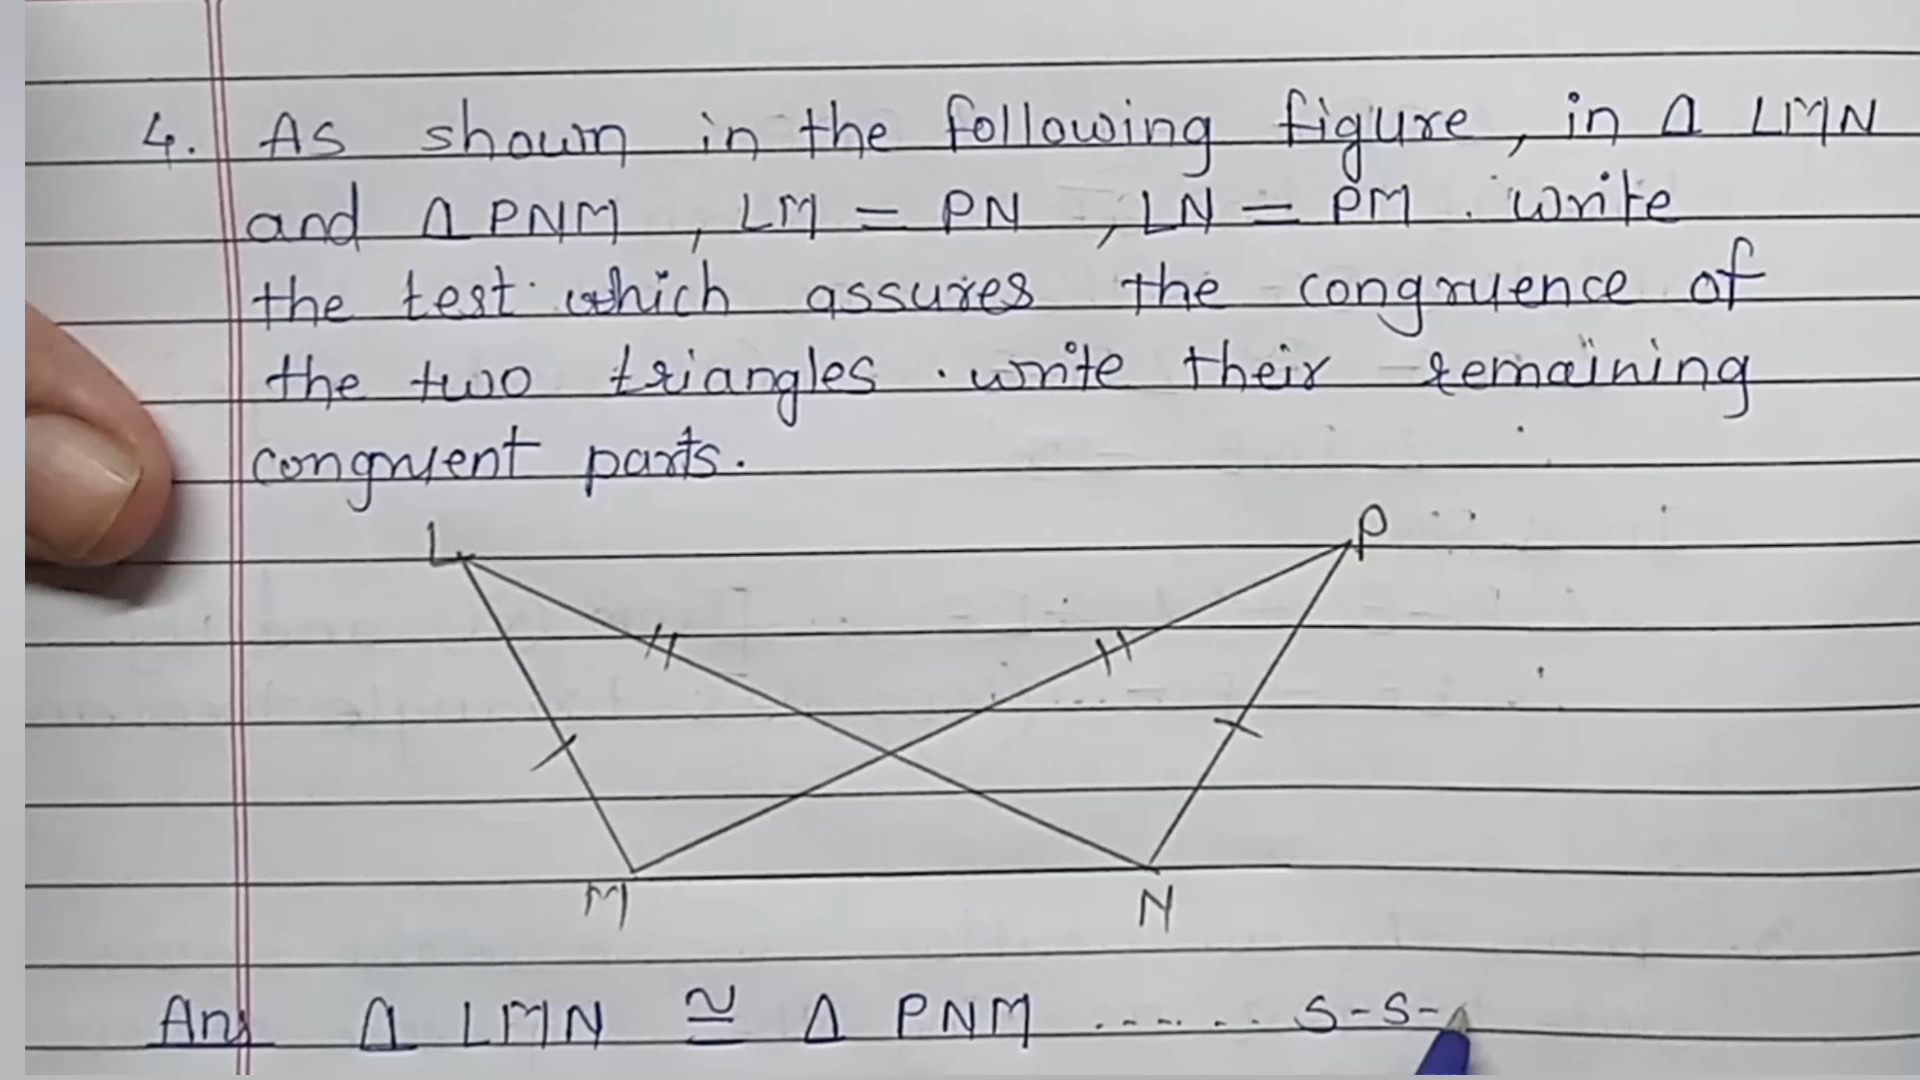 4. As shown in the following figure, in Δ LMN
and Δ PNM, LM = PN, LN = PM. write
the test which assures the congruence of
the two triangles. write their remaining
congruent parts.
L P
M N
Ans Δ LMN ≅ Δ PNM ...... S-S-